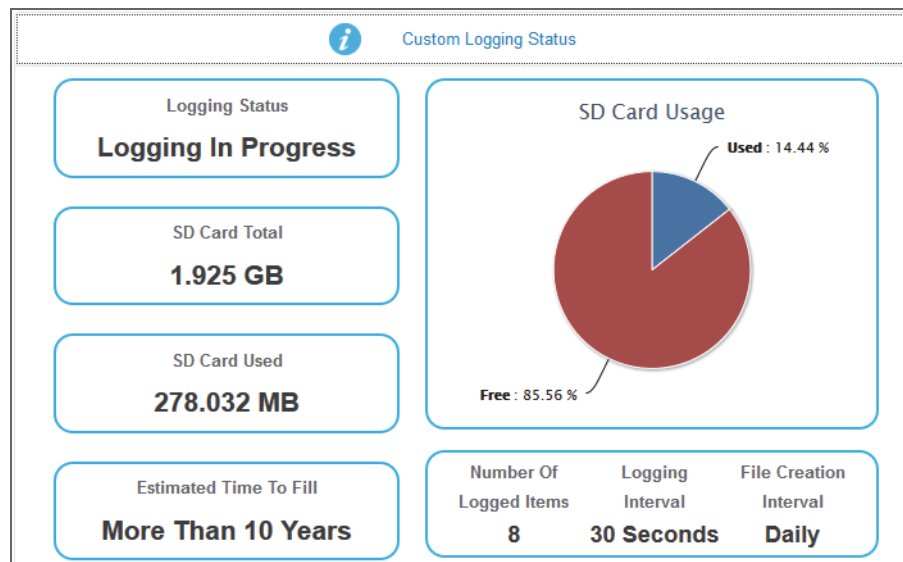 i Custom Logging Status
Logging Status
Logging In Progress
SD Card Total
1.925 GB
SD Card Used
278.032 MB
Estimated Time To Fill
More Than 10 Years
SD Card Usage
Used : 14.44 %
Free : 85.56 %
Number Of
Logged Items
8
Logging
Interval
30 Seconds
File Creation
Interval
Daily